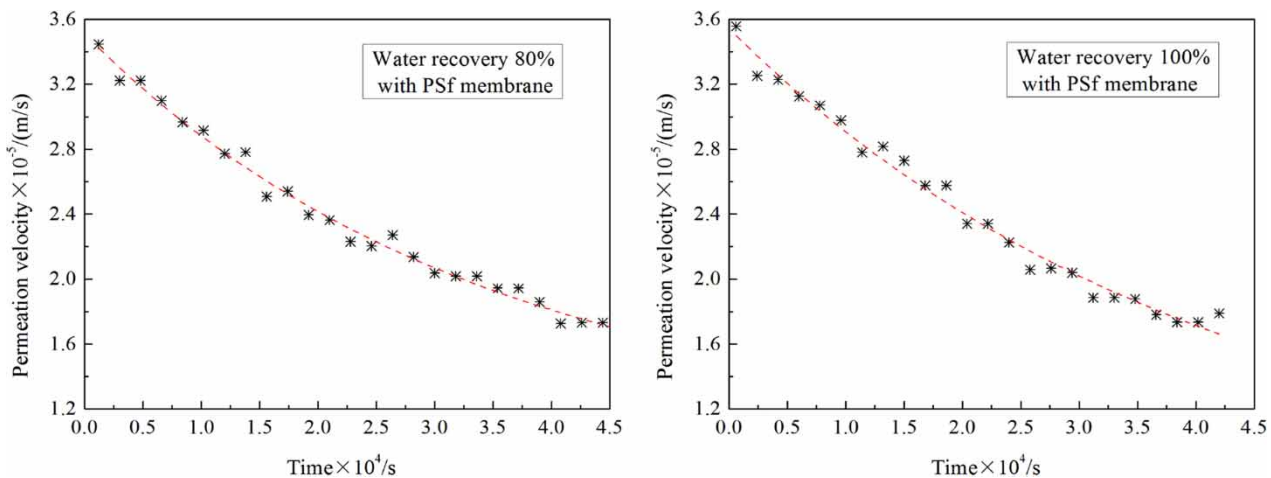 3.6
3.2
2.8
2.4
2.0
1.6
1.2
Permeation velocity×10⁻⁵/(m/s)
Water recovery 80%
with PSf membrane
0.0 0.5 1.0 1.5 2.0 2.5 3.0 3.5 4.0 4.5
Time×10⁴/s
3.6
3.2
2.8
2.4
2.0
1.6
1.2
Permeation velocity×10⁻⁵/(m/s)
Water recovery 100%
with PSf membrane
0.0 0.5 1.0 1.5 2.0 2.5 3.0 3.5 4.0 4.5
Time×10⁴/s